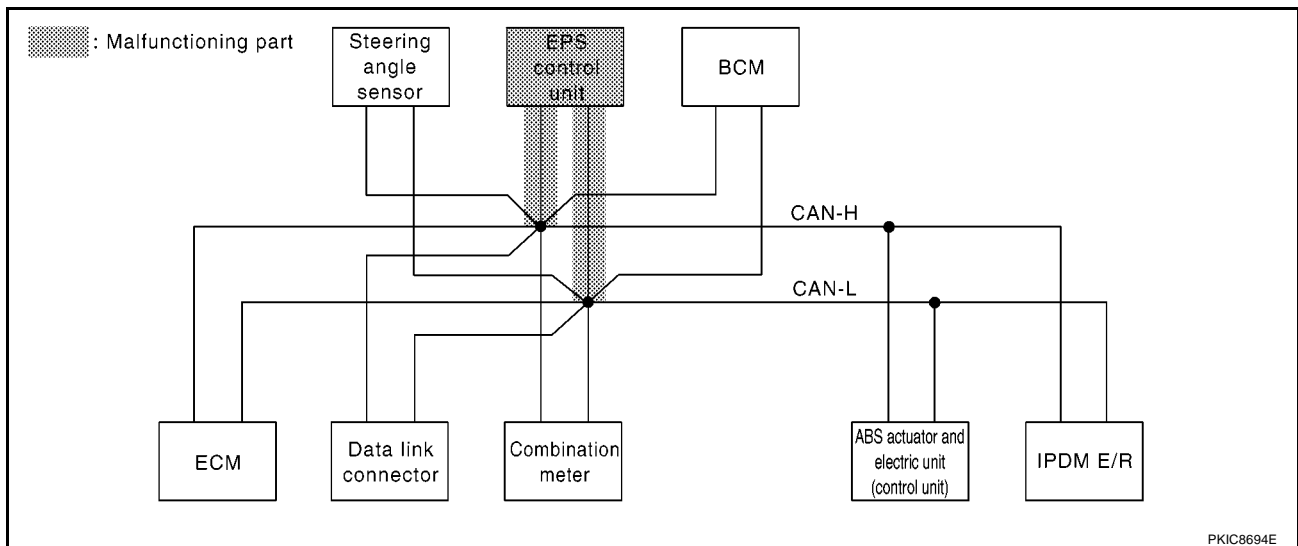 : Malfunctioning part
Steering
angle
sensor
EPS
control
unit
BCM
CAN-H
CAN-L
ECM
Data link
connector
Combination
meter
ABS actuator and
electric unit
(control unit)
IPDM E/R
PKIC8694E